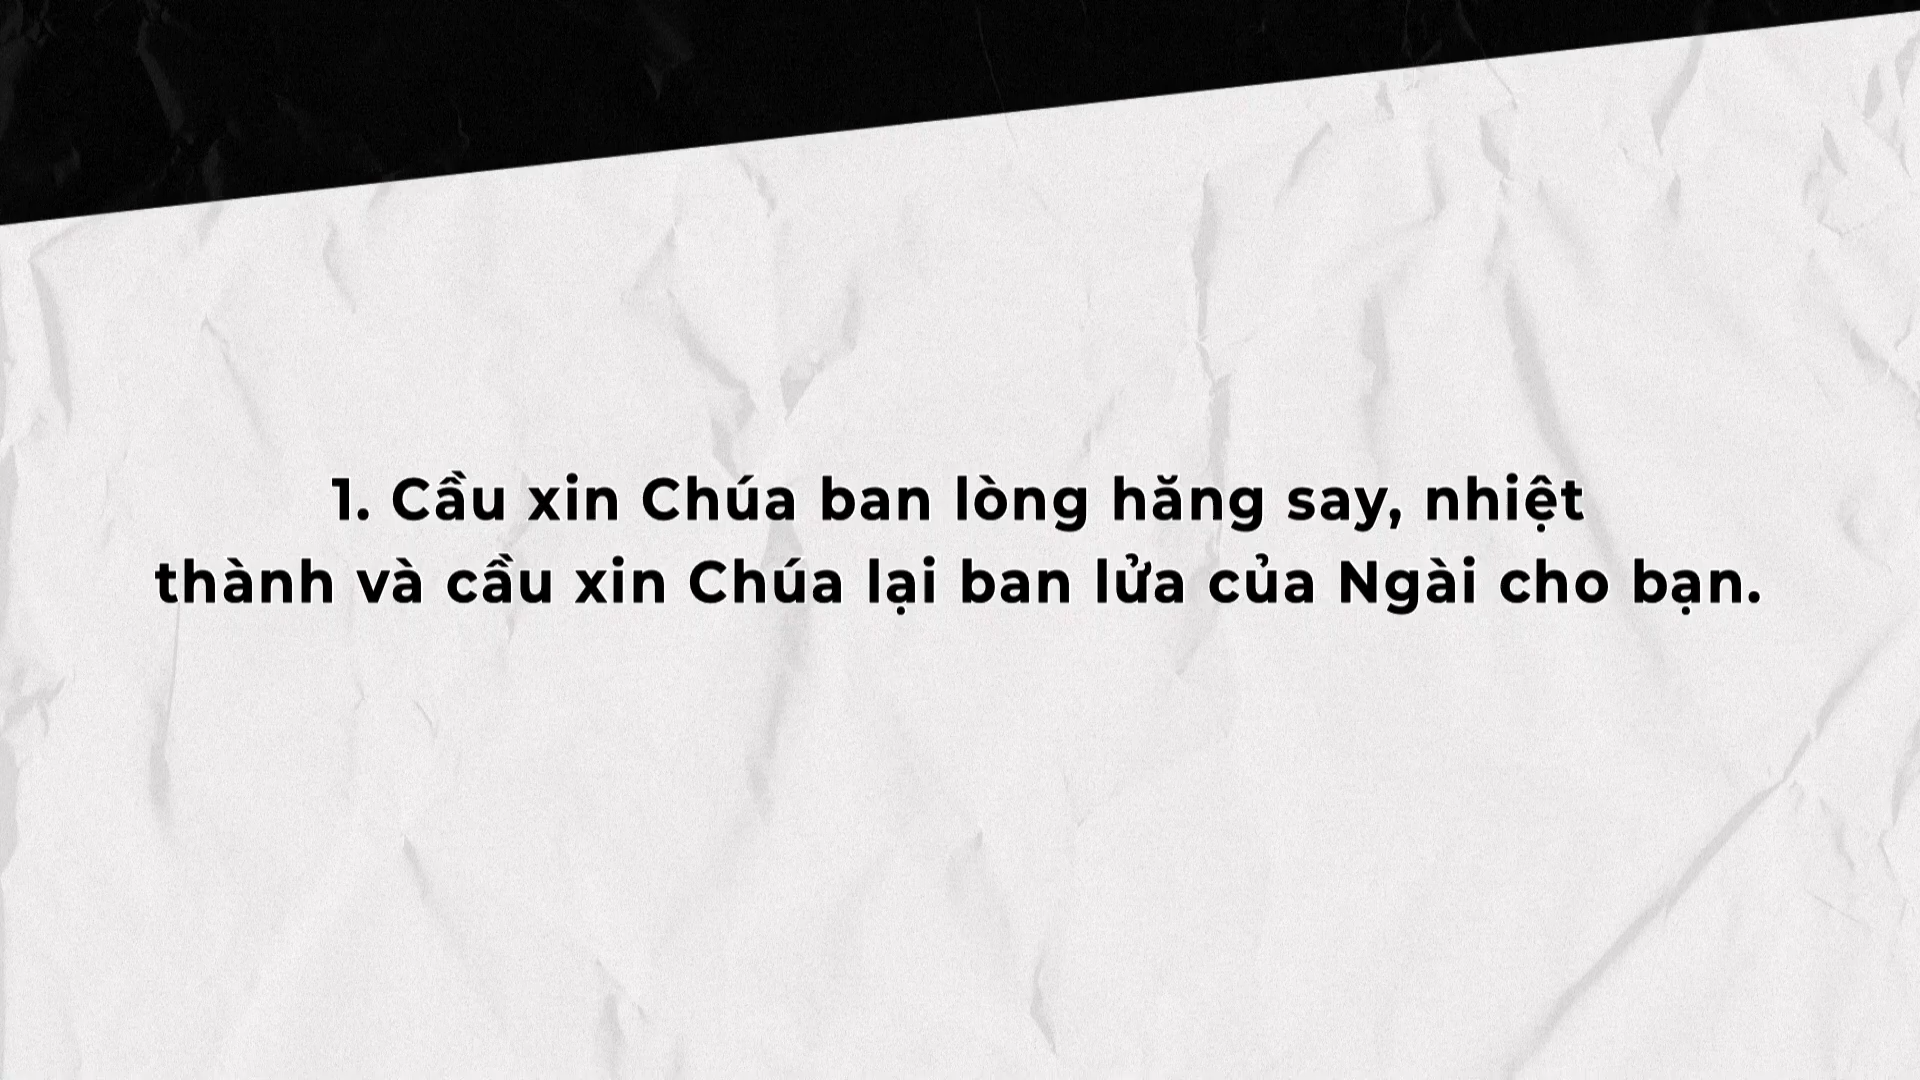 1. Cầu xin Chúa ban lòng hăng say, nhiệt
thành và cầu xin Chúa lại ban lửa của Ngài cho bạn.